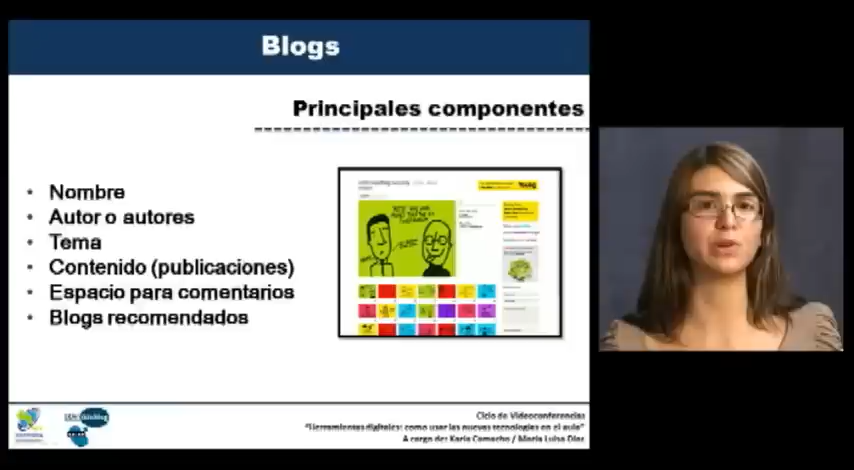 Blogs
Principales componentes
• Nombre
• Autor o autores
• Tema
• Contenido (publicaciones)
• Espacio para comentarios
• Blogs recomendados
Ciclo de Videoconferencias
"Herramientas digitales: como usar las nuevas tecnologías en el aula"
A cargo de: Karla Camacho / María Luisa Díaz